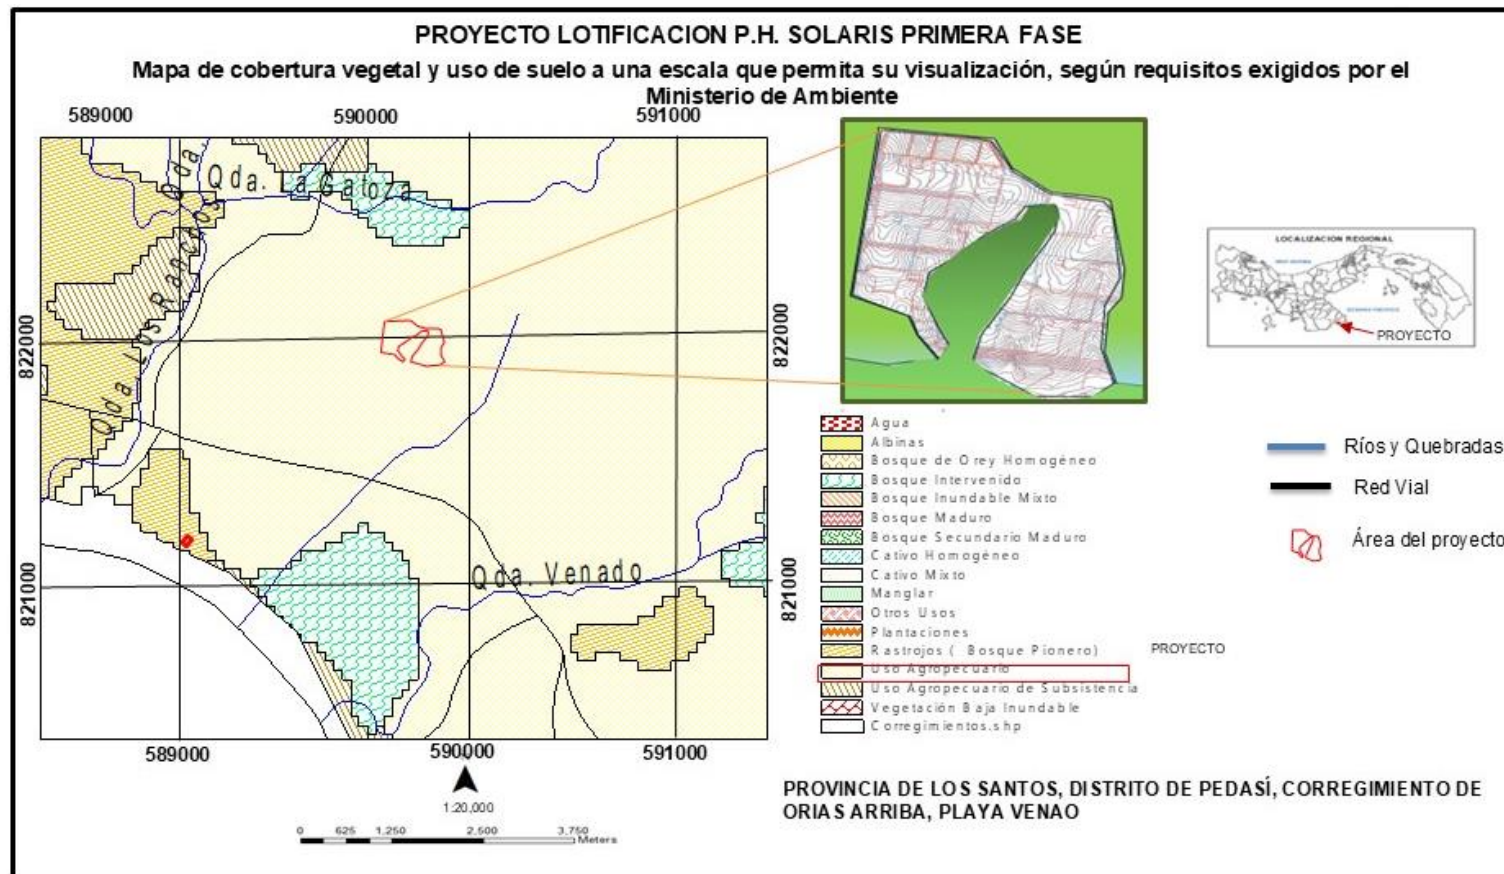 PROYECTO LOTIFICACION P.H. SOLARIS PRIMERA FASE
Mapa de cobertura vegetal y uso de suelo a una escala que permita su visualización, según requisitos exigidos por el
Ministerio de Ambiente
589000
590000
591000
Qda.
Qda. La Gatoza
Qda. Los Ranchos
822000
822000
821000
821000
Qda. Venado
589000
590000
591000
1:20,000
0 625 1,250 2,500 3,750
Meters
LOCALIZACION REGIONAL
PROYECTO
Agua
Albinas
Bosque de Orey Homogéneo
Bosque Intervenido
Bosque Inundable Mixto
Bosque Maduro
Bosque Secundario Maduro
Cativo Homogéneo
Cativo Mixto
Manglar
Otros Usos
Plantaciones
Rastrojos ( Bosque Pionero)
PROYECTO
Uso Agropecuario
Uso Agropecuario de Subsistencia
Vegetación Baja Inundable
Corregimientos.shp
Ríos y Quebradas
Red Vial
Área del proyecto
PROVINCIA DE LOS SANTOS, DISTRITO DE PEDASÍ, CORREGIMIENTO DE
ORIAS ARRIBA, PLAYA VENAO